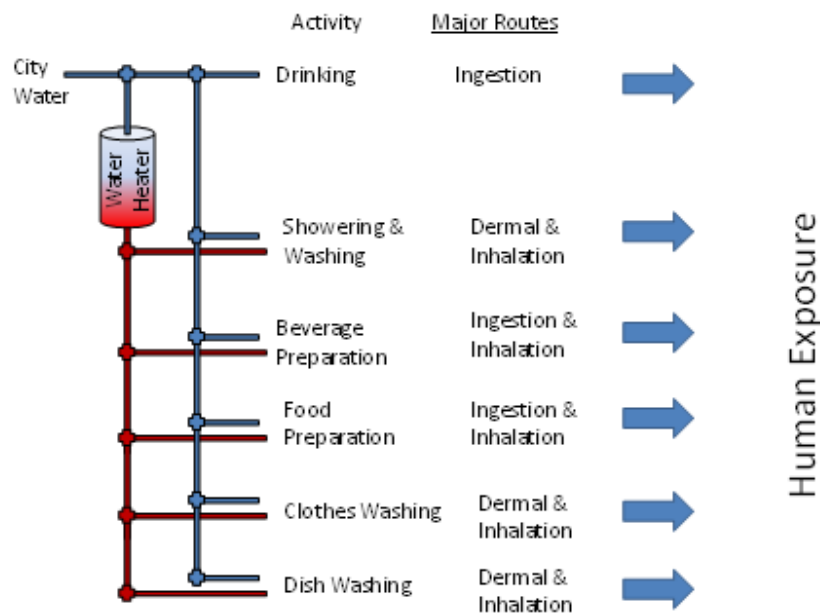 Activity
Major Routes
City
Water
Drinking
Ingestion
Water
Heater
Showering &
Washing
Dermal &
Inhalation
Beverage
Preparation
Ingestion &
Inhalation
Food
Preparation
Ingestion &
Inhalation
Clothes Washing
Dermal &
Inhalation
Dish Washing
Dermal &
Inhalation
Human Exposure